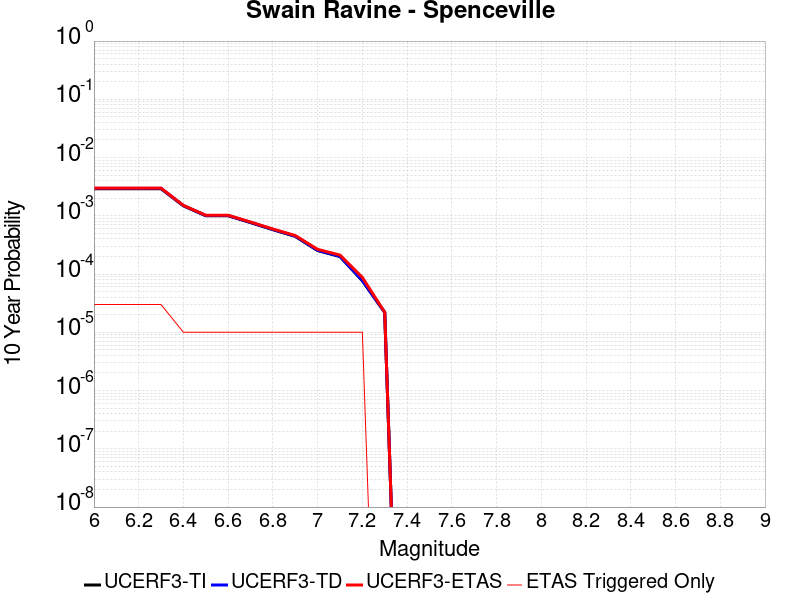 Swain Ravine - Spenceville
10 0
10 -1
10 -2
10 -3
10 -4
10 -5
10 -6
10 -7
10 -8
10 Year Probability
6 6.2 6.4 6.6 6.8 7 7.2 7.4 7.6 7.8 8 8.2 8.4 8.6 8.8 9
Magnitude
UCERF3-TI UCERF3-TD UCERF3-ETAS ETAS Triggered Only